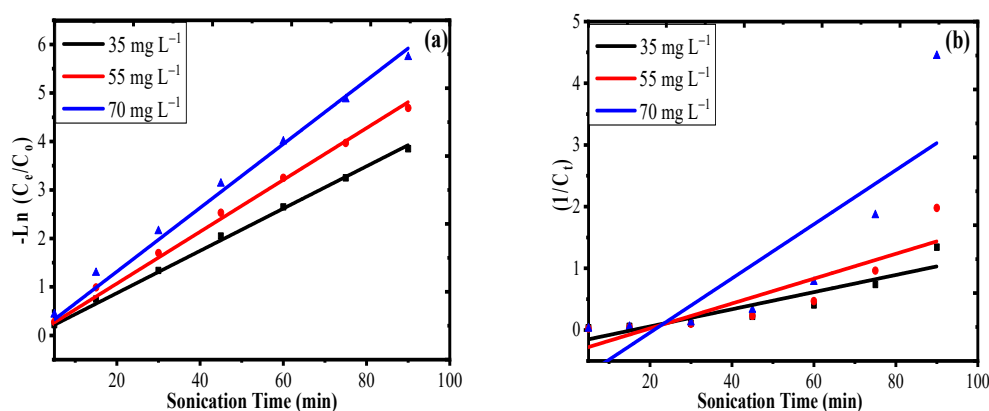 (a)
35 mg L⁻¹
55 mg L⁻¹
70 mg L⁻¹
-Ln (Cₑ/Cₒ)
6
5
4
3
2
1
0
20 40 60 80 100
Sonication Time (min)
(b)
35 mg L⁻¹
55 mg L⁻¹
70 mg L⁻¹
(1/Cₜ)
5
4
3
2
1
0
0 20 40 60 80 100
Sonication Time (min)